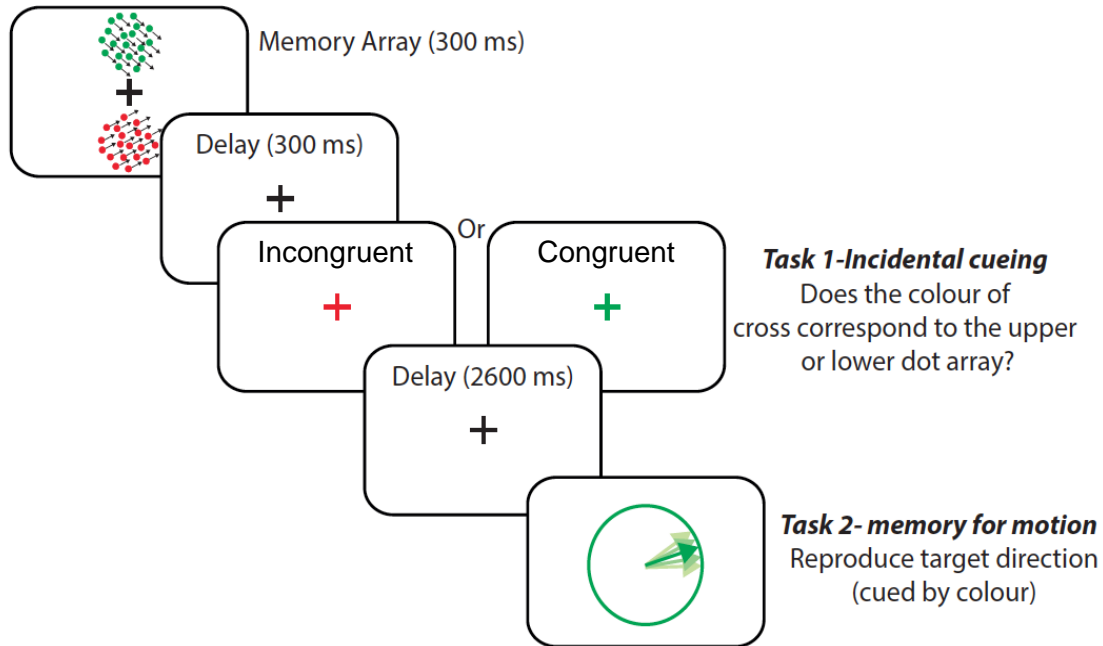 Memory Array (300 ms)
Delay (300 ms)
Incongruent
Or
Congruent
Task 1-Incidental cueing
Does the colour of
cross correspond to the upper
or lower dot array?
Delay (2600 ms)
Task 2- memory for motion
Reproduce target direction
(cued by colour)